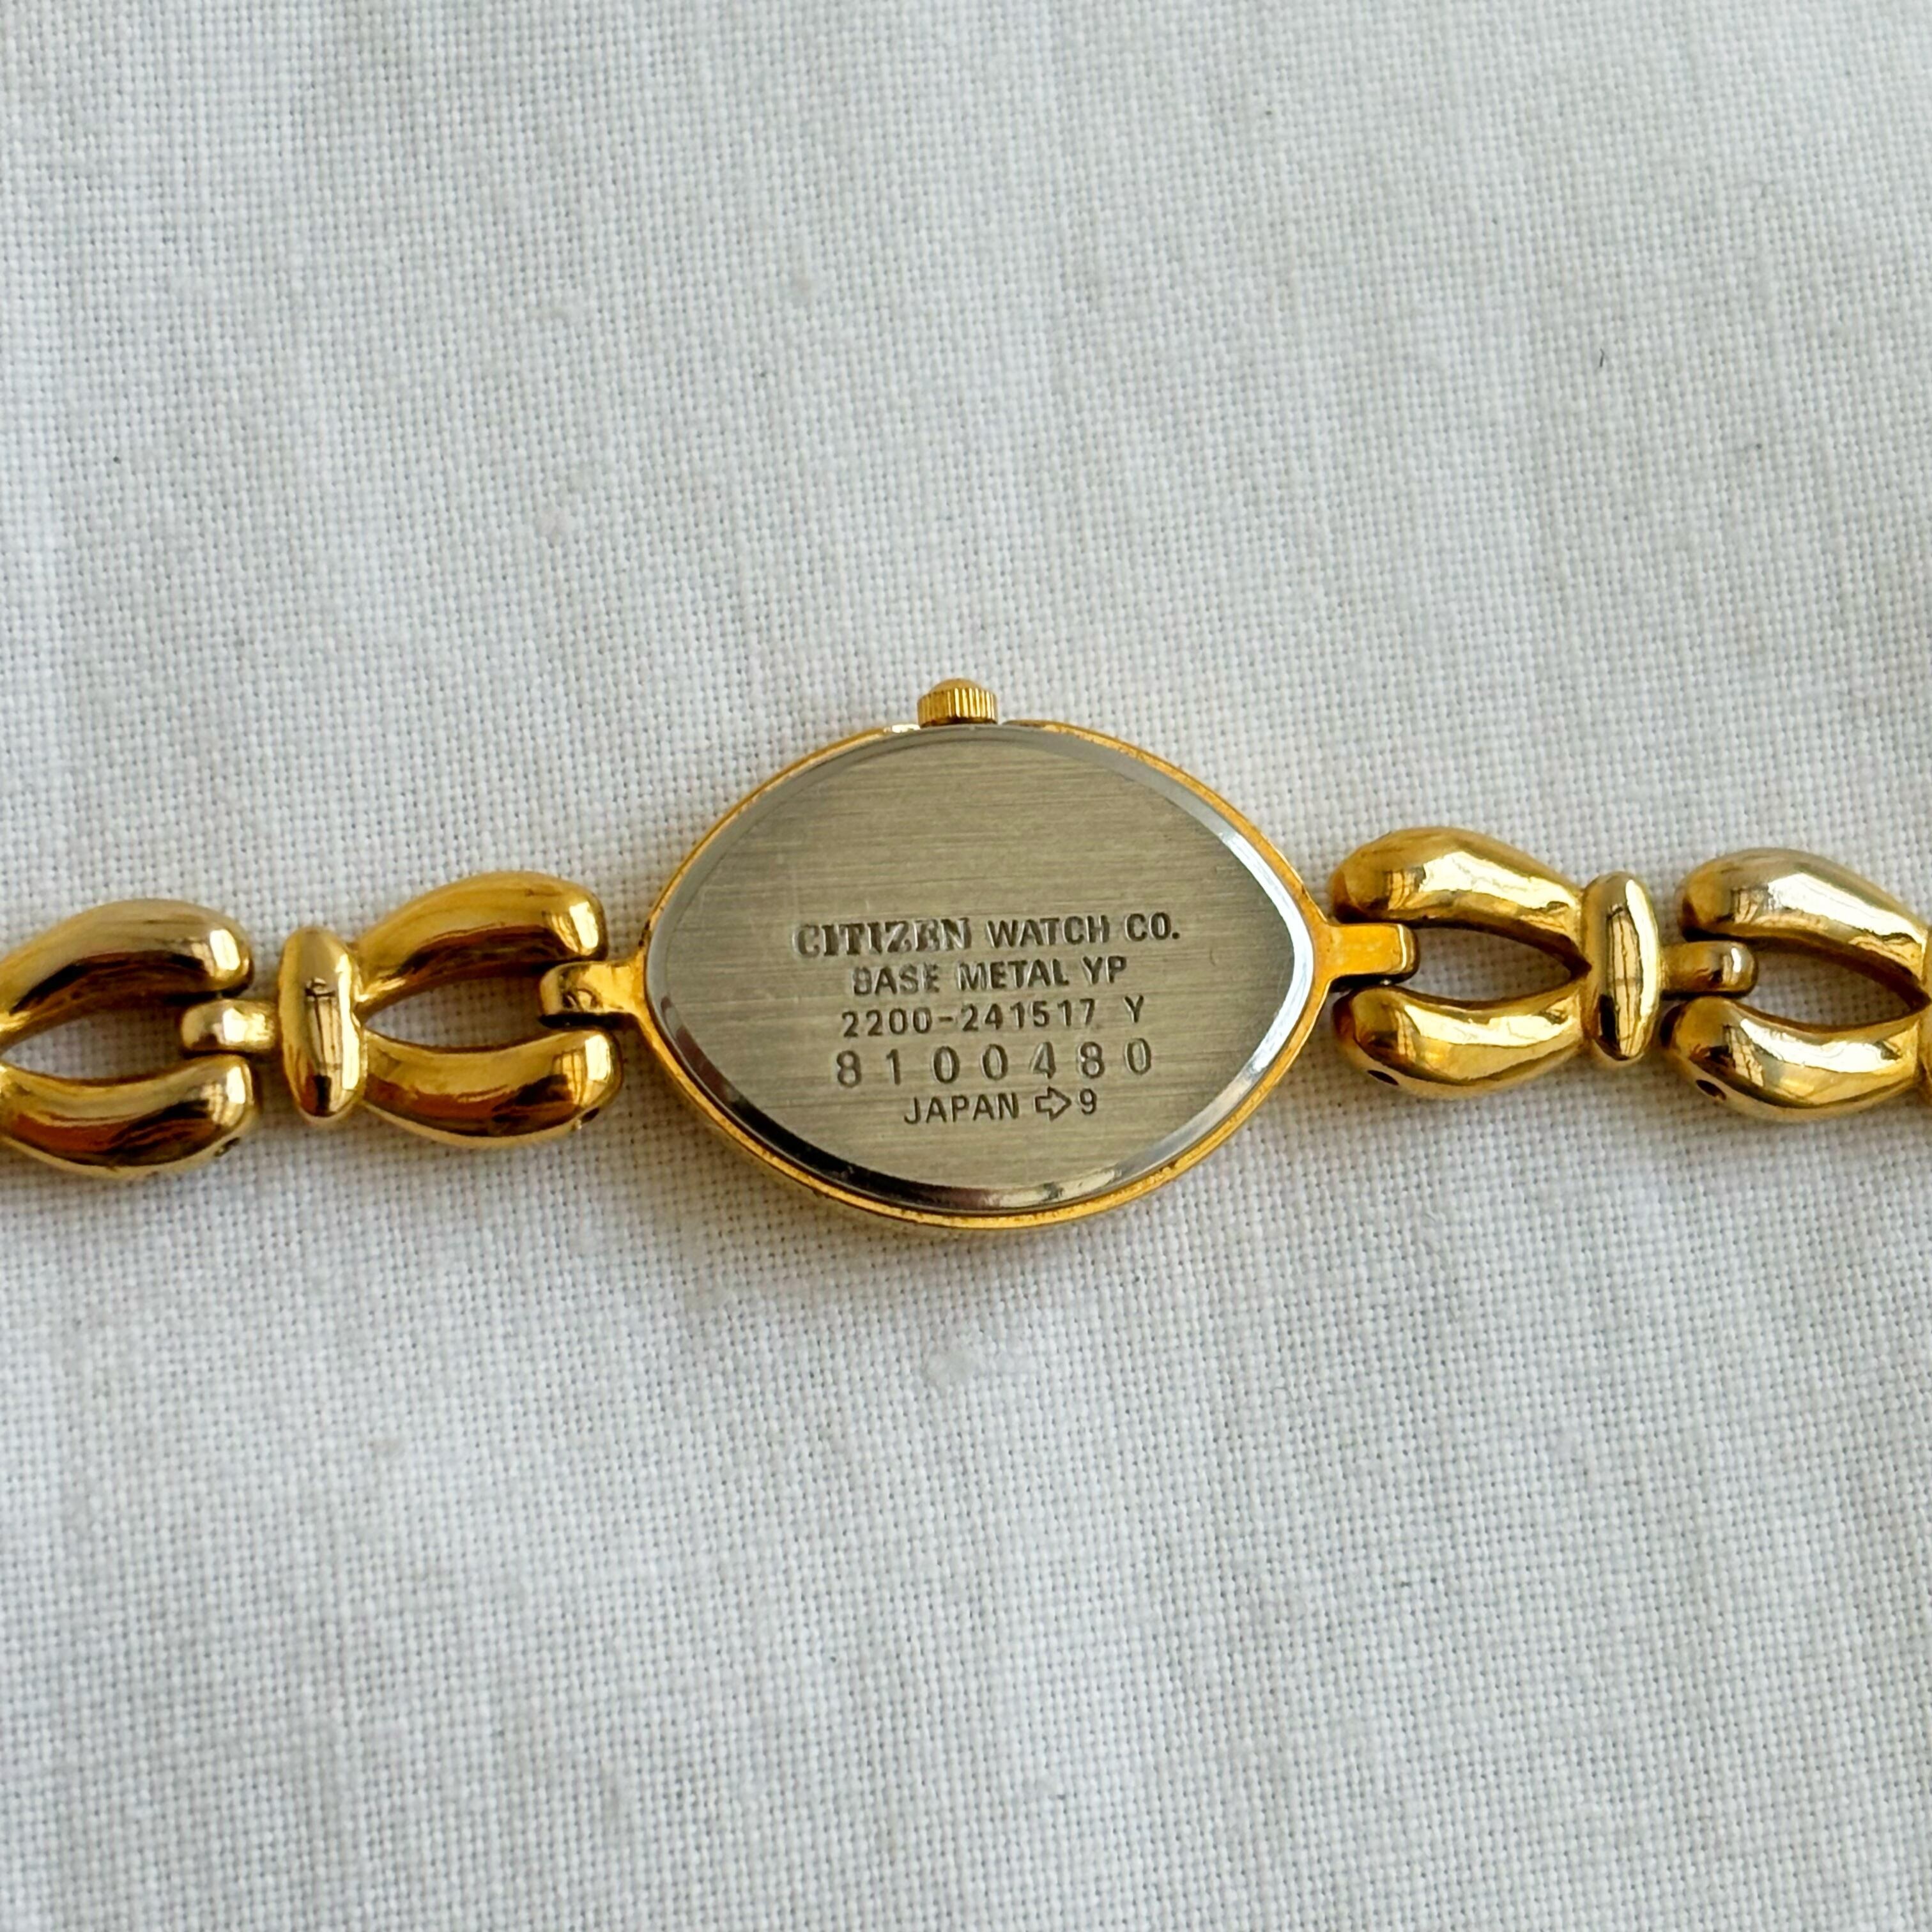 CITIZEN WATCH CO.
BASE METAL YP
2200-241517 Y
8100480
JAPAN ⇨9